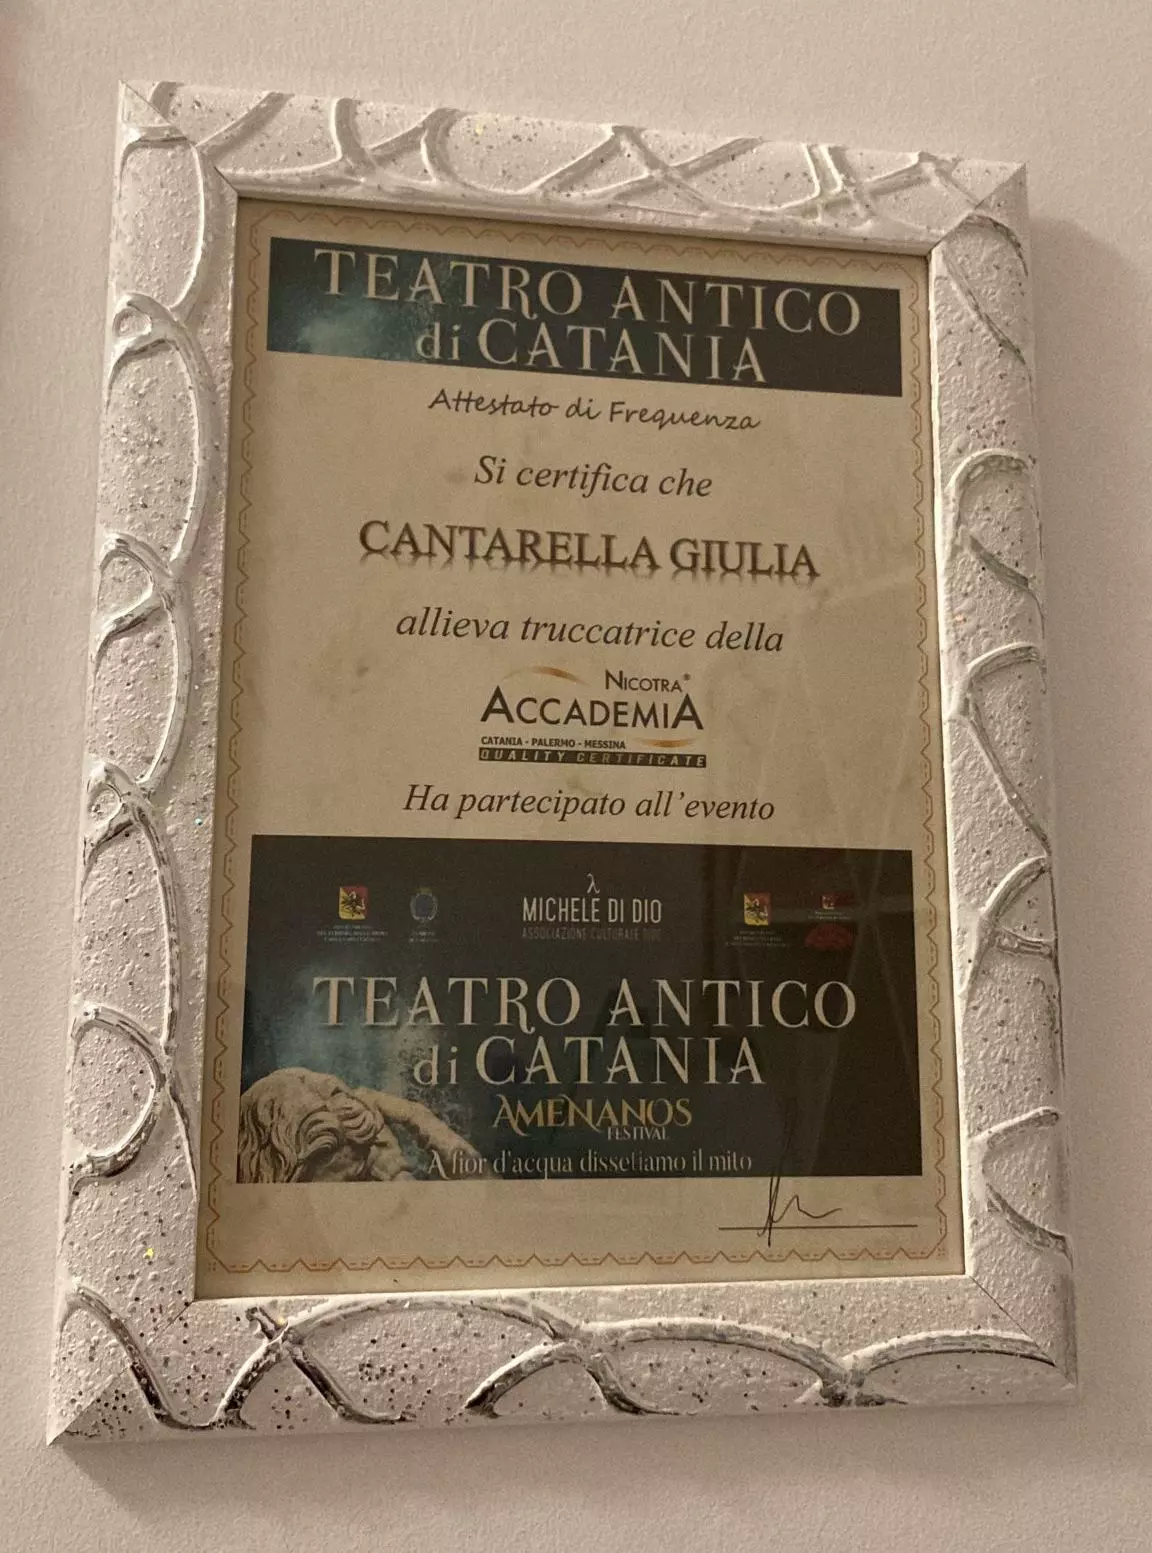 TEATRO ANTICO
di CATANIA
Attestato di Frequenza
Si certifica che
CANTARELLA GIULIA
allieva truccatrice della
NICOTRA®
ACCADEMIA
CATANIA - PALERMO - MESSINA
QUALITY CERTIFICATE
Ha partecipato all'evento
λ
MICHELE DI DIO
ASSOCIAZIONE CULTURALE
TEATRO ANTICO
di CATANIA
AMENANOS
FESTIVAL
A fior d'acqua dissetiamo il mito